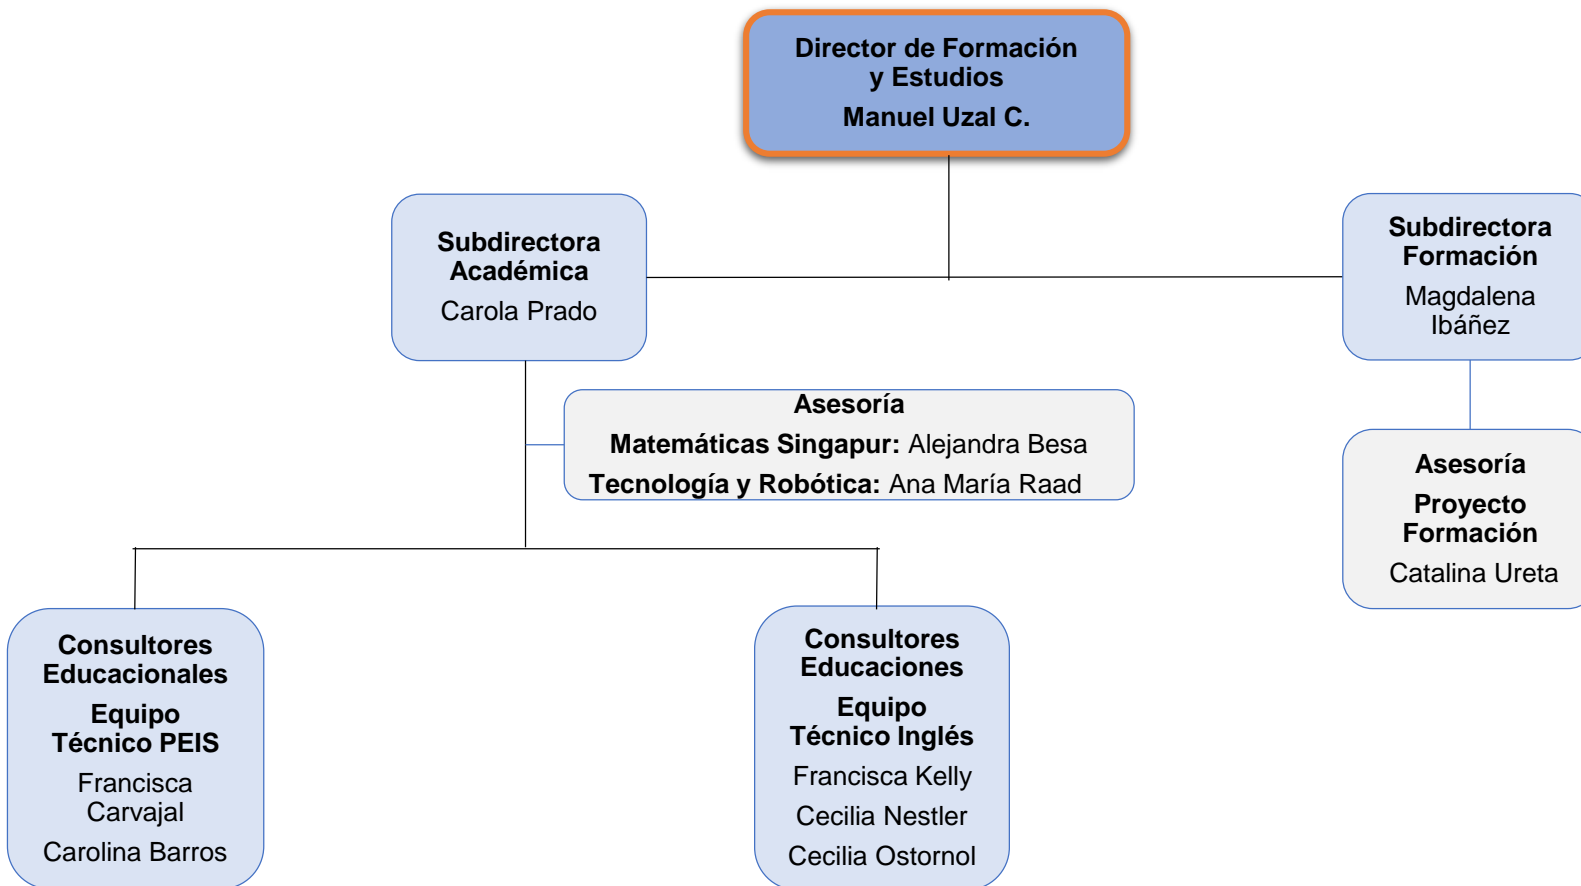 Director de Formación
y Estudios
Manuel Uzal C.
Subdirectora
Académica
Carola Prado
Subdirectora
Formación
Magdalena
Ibáñez
Asesoría
Matemáticas Singapur: Alejandra Besa
Tecnología y Robótica: Ana María Raad
Asesoría
Proyecto
Formación
Catalina Ureta
Consultores
Educacionales
Equipo
Técnico PEIS
Francisca
Carvajal
Carolina Barros
Consultores
Educaciones
Equipo
Técnico Inglés
Francisca Kelly
Cecilia Nestler
Cecilia Ostornol